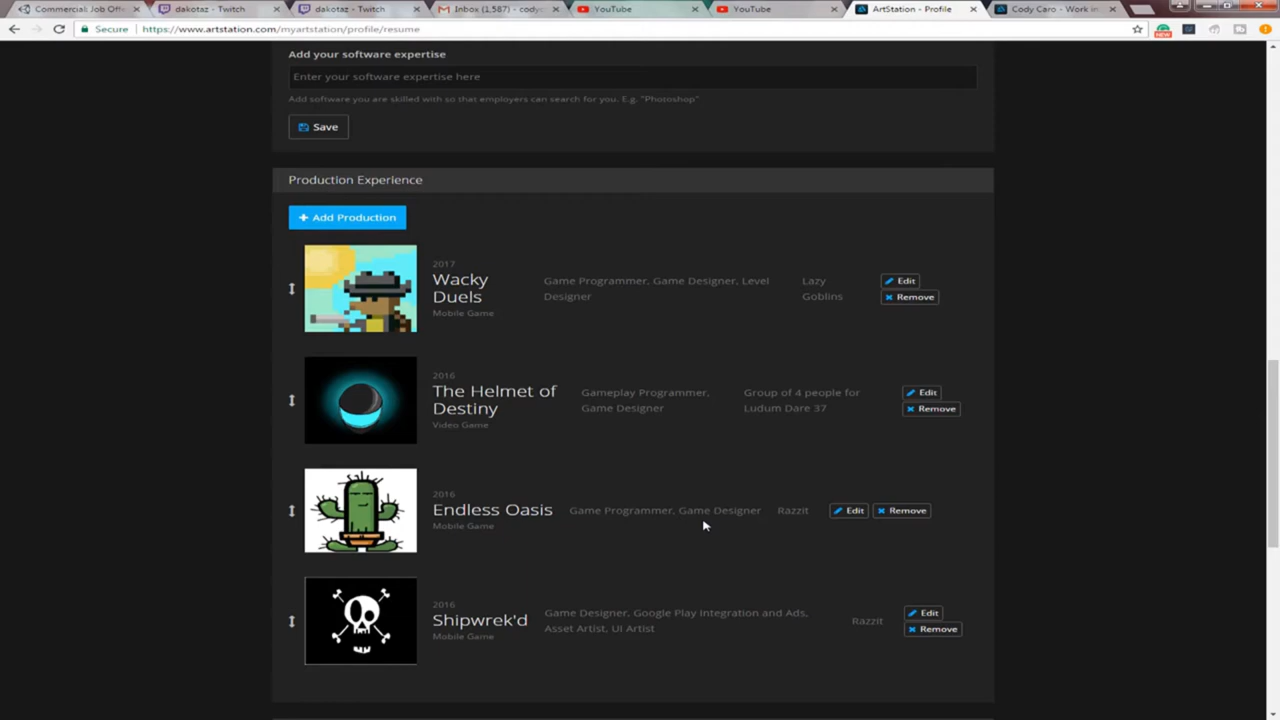 Commercial Job Off
dakotaz - Twitch
dakotaz - Twitch
Inbox (1,587) - cody
YouTube
YouTube
ArtStation - Profile
Cody Caro - Work in
Secure
https://www.artstation.com/myartstation/profile/resume
NEW
Add your software expertise
Enter your software expertise here
Add software you are skilled with so that employers can search for you. E.g. "Photoshop"
Save
Production Experience
+ Add Production
2017
Wacky
Duels
Mobile Game
Game Programmer, Game Designer, Level
Designer
Lazy
Goblins
Edit
Remove
2016
The Helmet of
Destiny
Video Game
Gameplay Programmer,
Game Designer
Group of 4 people for
Ludum Dare 37
Edit
Remove
2016
Endless Oasis
Mobile Game
Game Programmer, Game Designer
Razzit
Edit
Remove
2016
Shipwrek'd
Mobile Game
Game Designer, Google Play Integration and Ads,
Asset Artist, UI Artist
Razzit
Edit
Remove